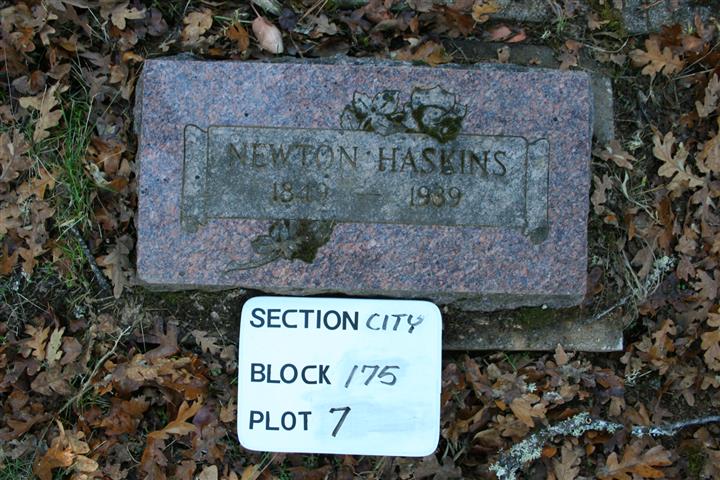 NEWTON HASKINS
1849 — 1939
SECTION CITY
BLOCK 175
PLOT 7